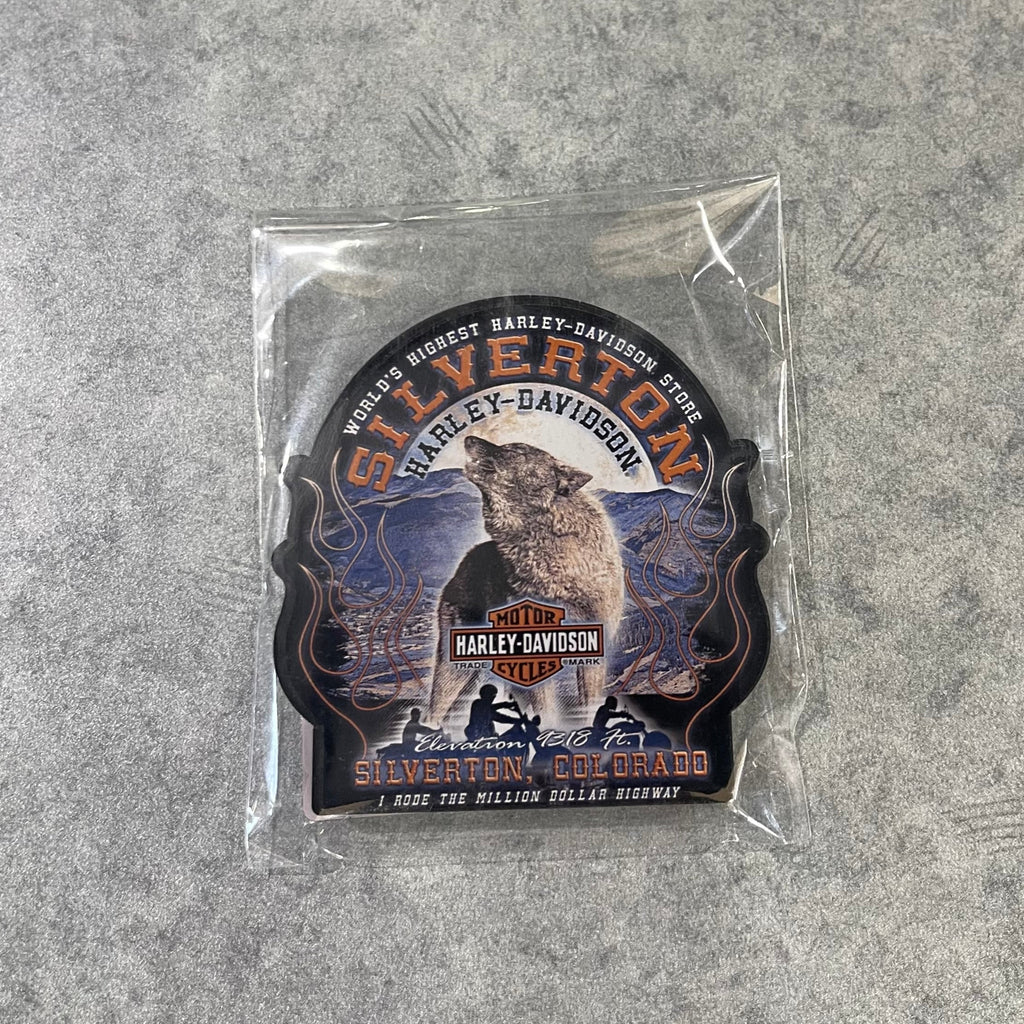 WORLD'S HIGHEST HARLEY-DAVIDSON STORE
SILVERTON
HARLEY-DAVIDSON
MOTOR
HARLEY-DAVIDSON
TRADE ®MARK
CYCLES
Elevation 9318 Ft.
SILVERTON, COLORADO
I RODE THE MILLION DOLLAR HIGHWAY